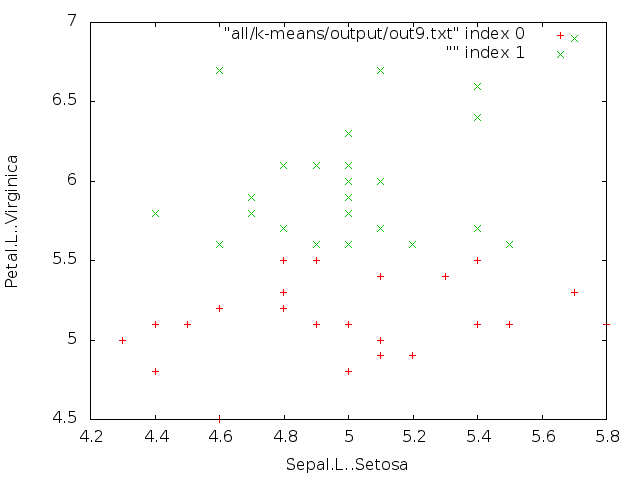 "all/k-means/output/out9.txt" index 0
"" index 1
7
6.5
6
5.5
5
4.5
4.2 4.4 4.6 4.8 5 5.2 5.4 5.6 5.8
Petal.L..Virginica
Sepal.L..Setosa